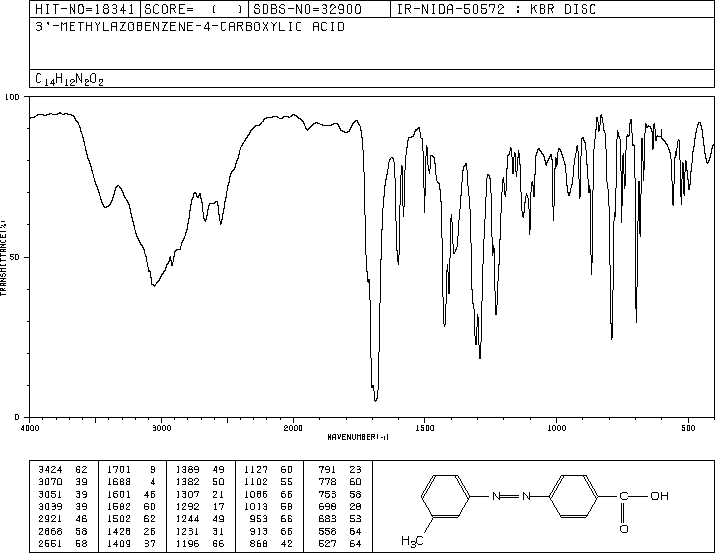 HIT-NO=18341 SCORE= ( ) SDBS-NO=32900 IR-NIDA-50572 : KBR DISC
3'-METHYLAZOBENZENE-4-CARBOXYLIC ACID
C14H12N2O2
100
50
0
TRANSMITTANCE(%)
4000 3000 2000 1500 1000 500
WAVENUMBER(-1)
3424 62 1701 9 1389 49 1127 60 791 23
3070 39 1688 4 1382 50 1102 55 778 60
3051 39 1601 46 1307 21 1086 66 753 58
3039 39 1582 60 1292 17 1013 58 698 28
2921 46 1502 62 1244 49 953 66 683 53
2668 58 1428 26 1231 31 913 66 558 64
2551 58 1409 37 1196 66 868 42 527 64
N N C OH
O
H3C